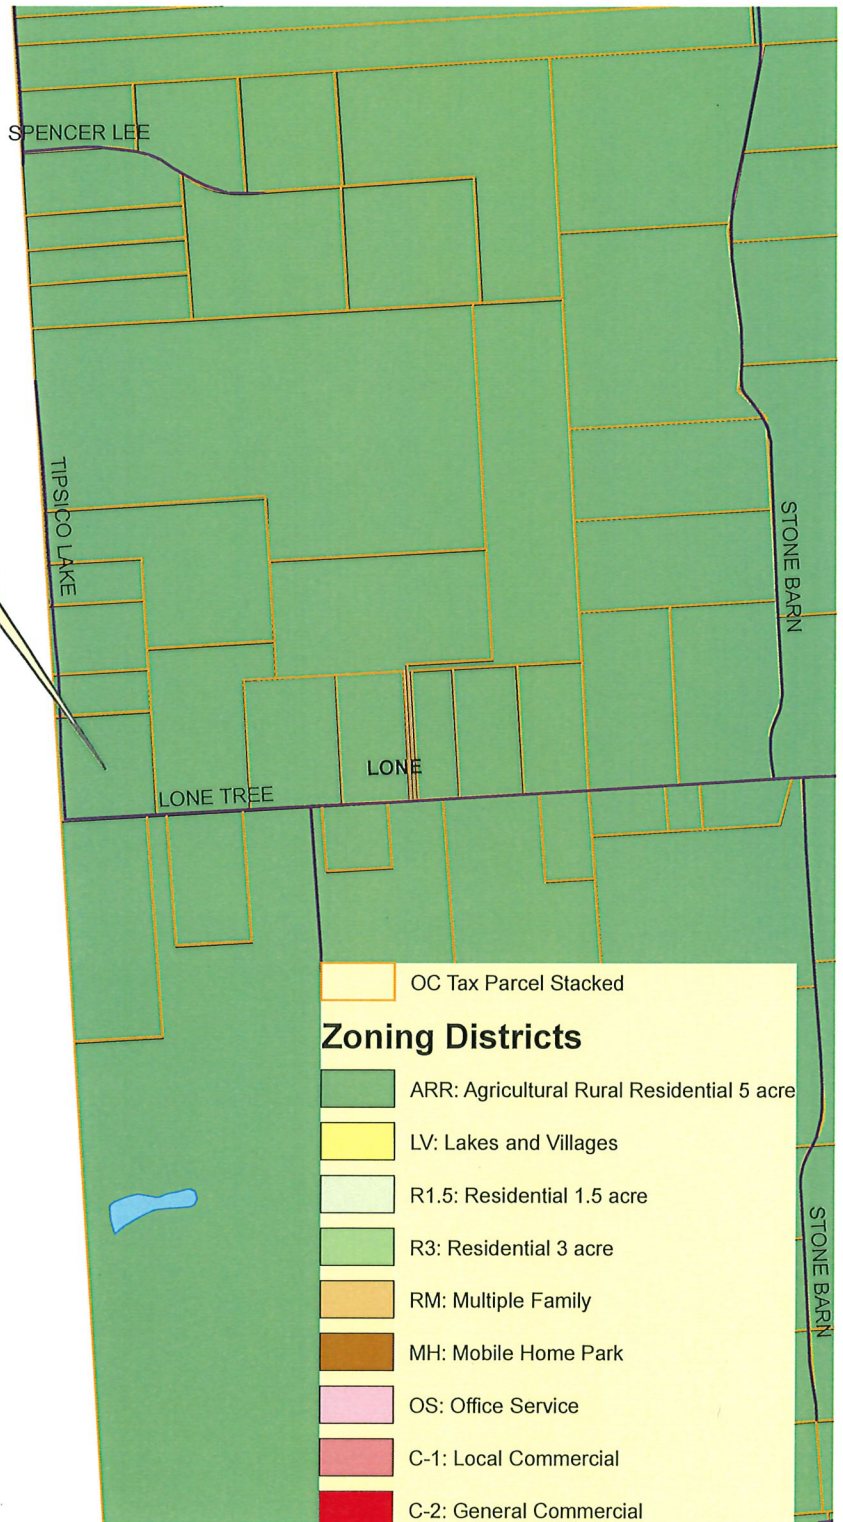 SPENCER LEE
TIPSICO LAKE
STONE BARN
LONE
LONE TREE
OC Tax Parcel Stacked
Zoning Districts
ARR: Agricultural Rural Residential 5 acre
LV: Lakes and Villages
R1.5: Residential 1.5 acre
R3: Residential 3 acre
RM: Multiple Family
MH: Mobile Home Park
OS: Office Service
C-1: Local Commercial
C-2: General Commercial
STONE BARN